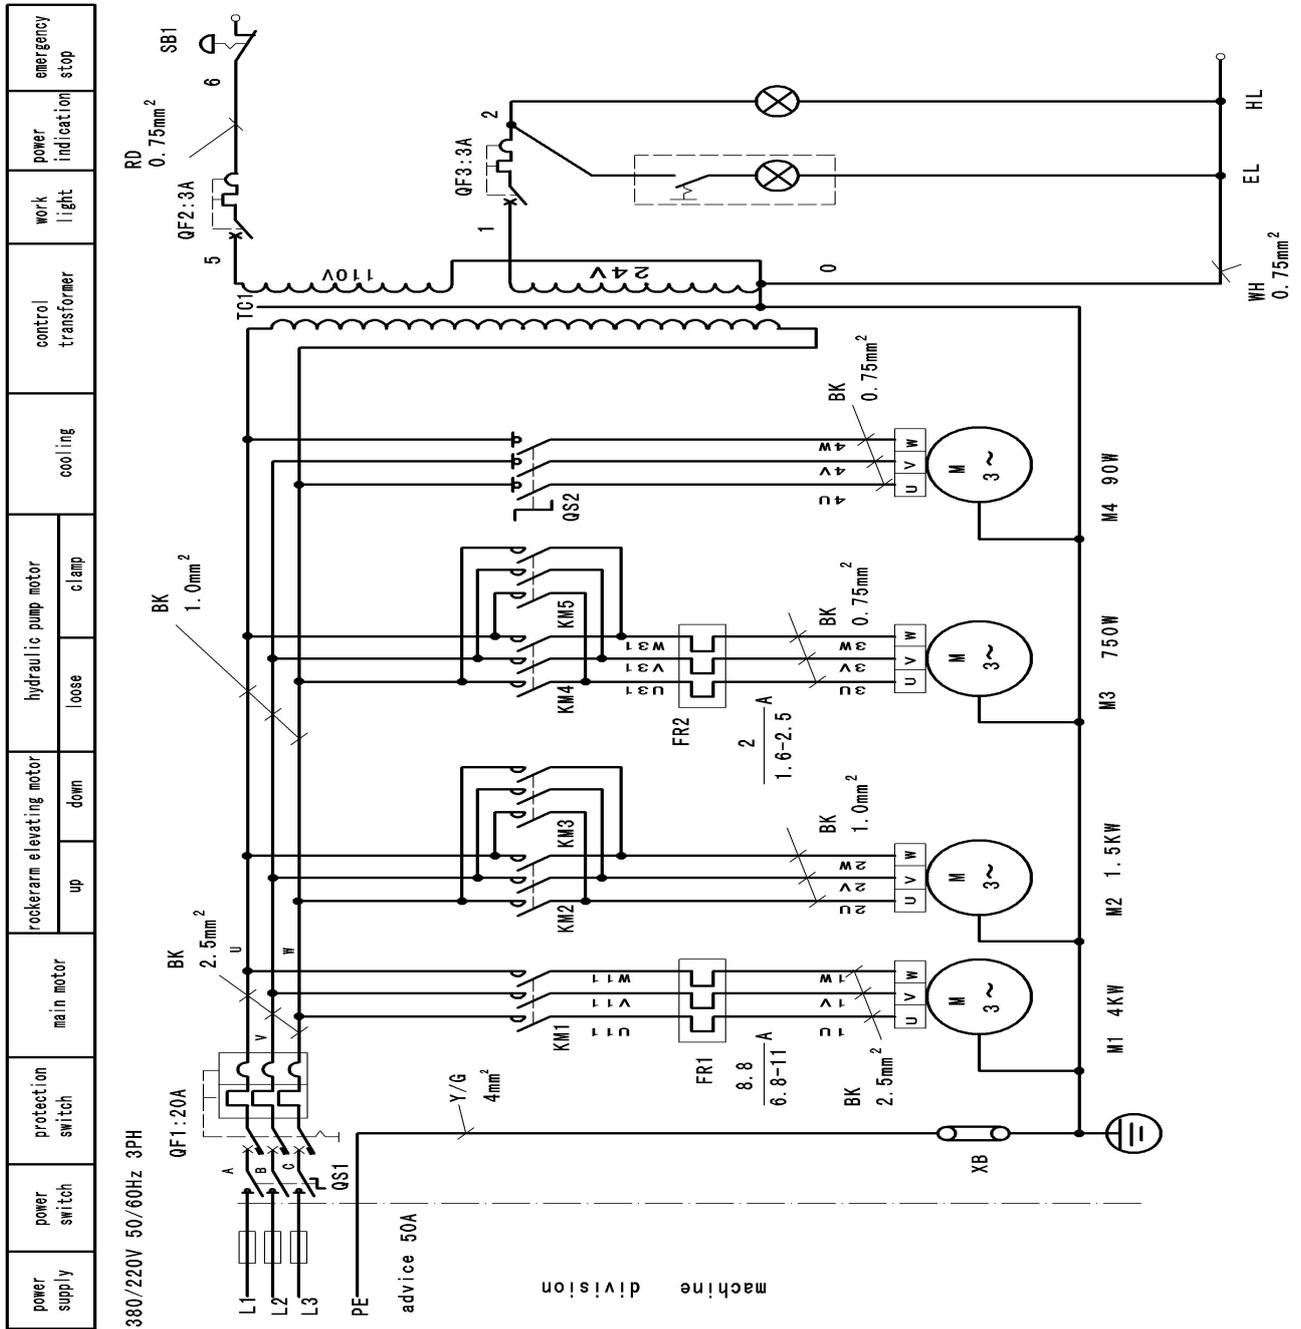 power
supply
power
switch
protection
switch
main motor
rockerarm elevating motor
up
down
hydraulic pump motor
loose
clamp
cooling
control
transformer
work
light
power
indication
emergency
stop
380/220V 50/60Hz 3PH
L1
L2
L3
PE
advice 50A
machine division
A
B
C
QS1
QF1:20A
U
V
W
BK
2.5mm²
BK
1.0mm²
Y/G
4mm²
XB
KM1
U11
V11
W11
FR1
8.8
6.8-11
A
1U
1V
1W
BK
2.5mm²
U
V
W
M
3~
M1 4KW
KM2
KM3
2U
2V
2W
BK
1.0mm²
U
V
W
M
3~
M2 1.5KW
KM4
KM5
U31
V31
W31
FR2
2
1.6-2.5
A
3U
3V
3W
BK
0.75mm²
U
V
W
M
3~
M3 750W
QS2
4U
4V
4W
BK
0.75mm²
U
V
W
M
3~
M4 90W
TC1
110V
24V
5
QF2:3A
RD
0.75mm²
6
SB1
1
QF3:3A
2
0
WH
0.75mm²
EL
HL